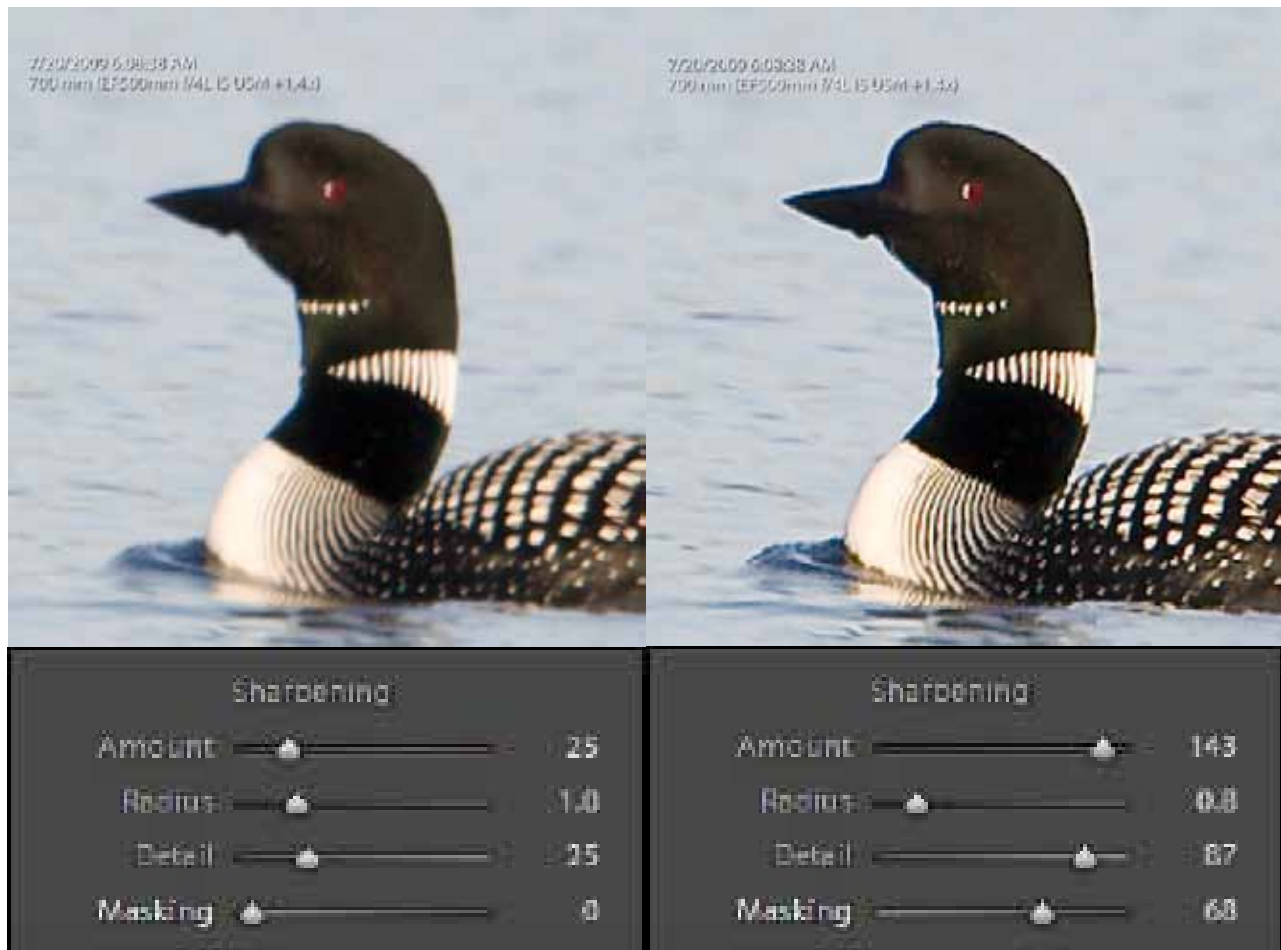 7/20/2009 6:08:38 AM
700 mm (EF500mm f/4L IS USM +1.4x)
7/20/2009 6:08:38 AM
700 mm (EF500mm f/4L IS USM +1.4x)
Sharpening
Amount 25
Radius 1.0
Detail 25
Masking 0
Sharpening
Amount 143
Radius 0.8
Detail 87
Masking 68